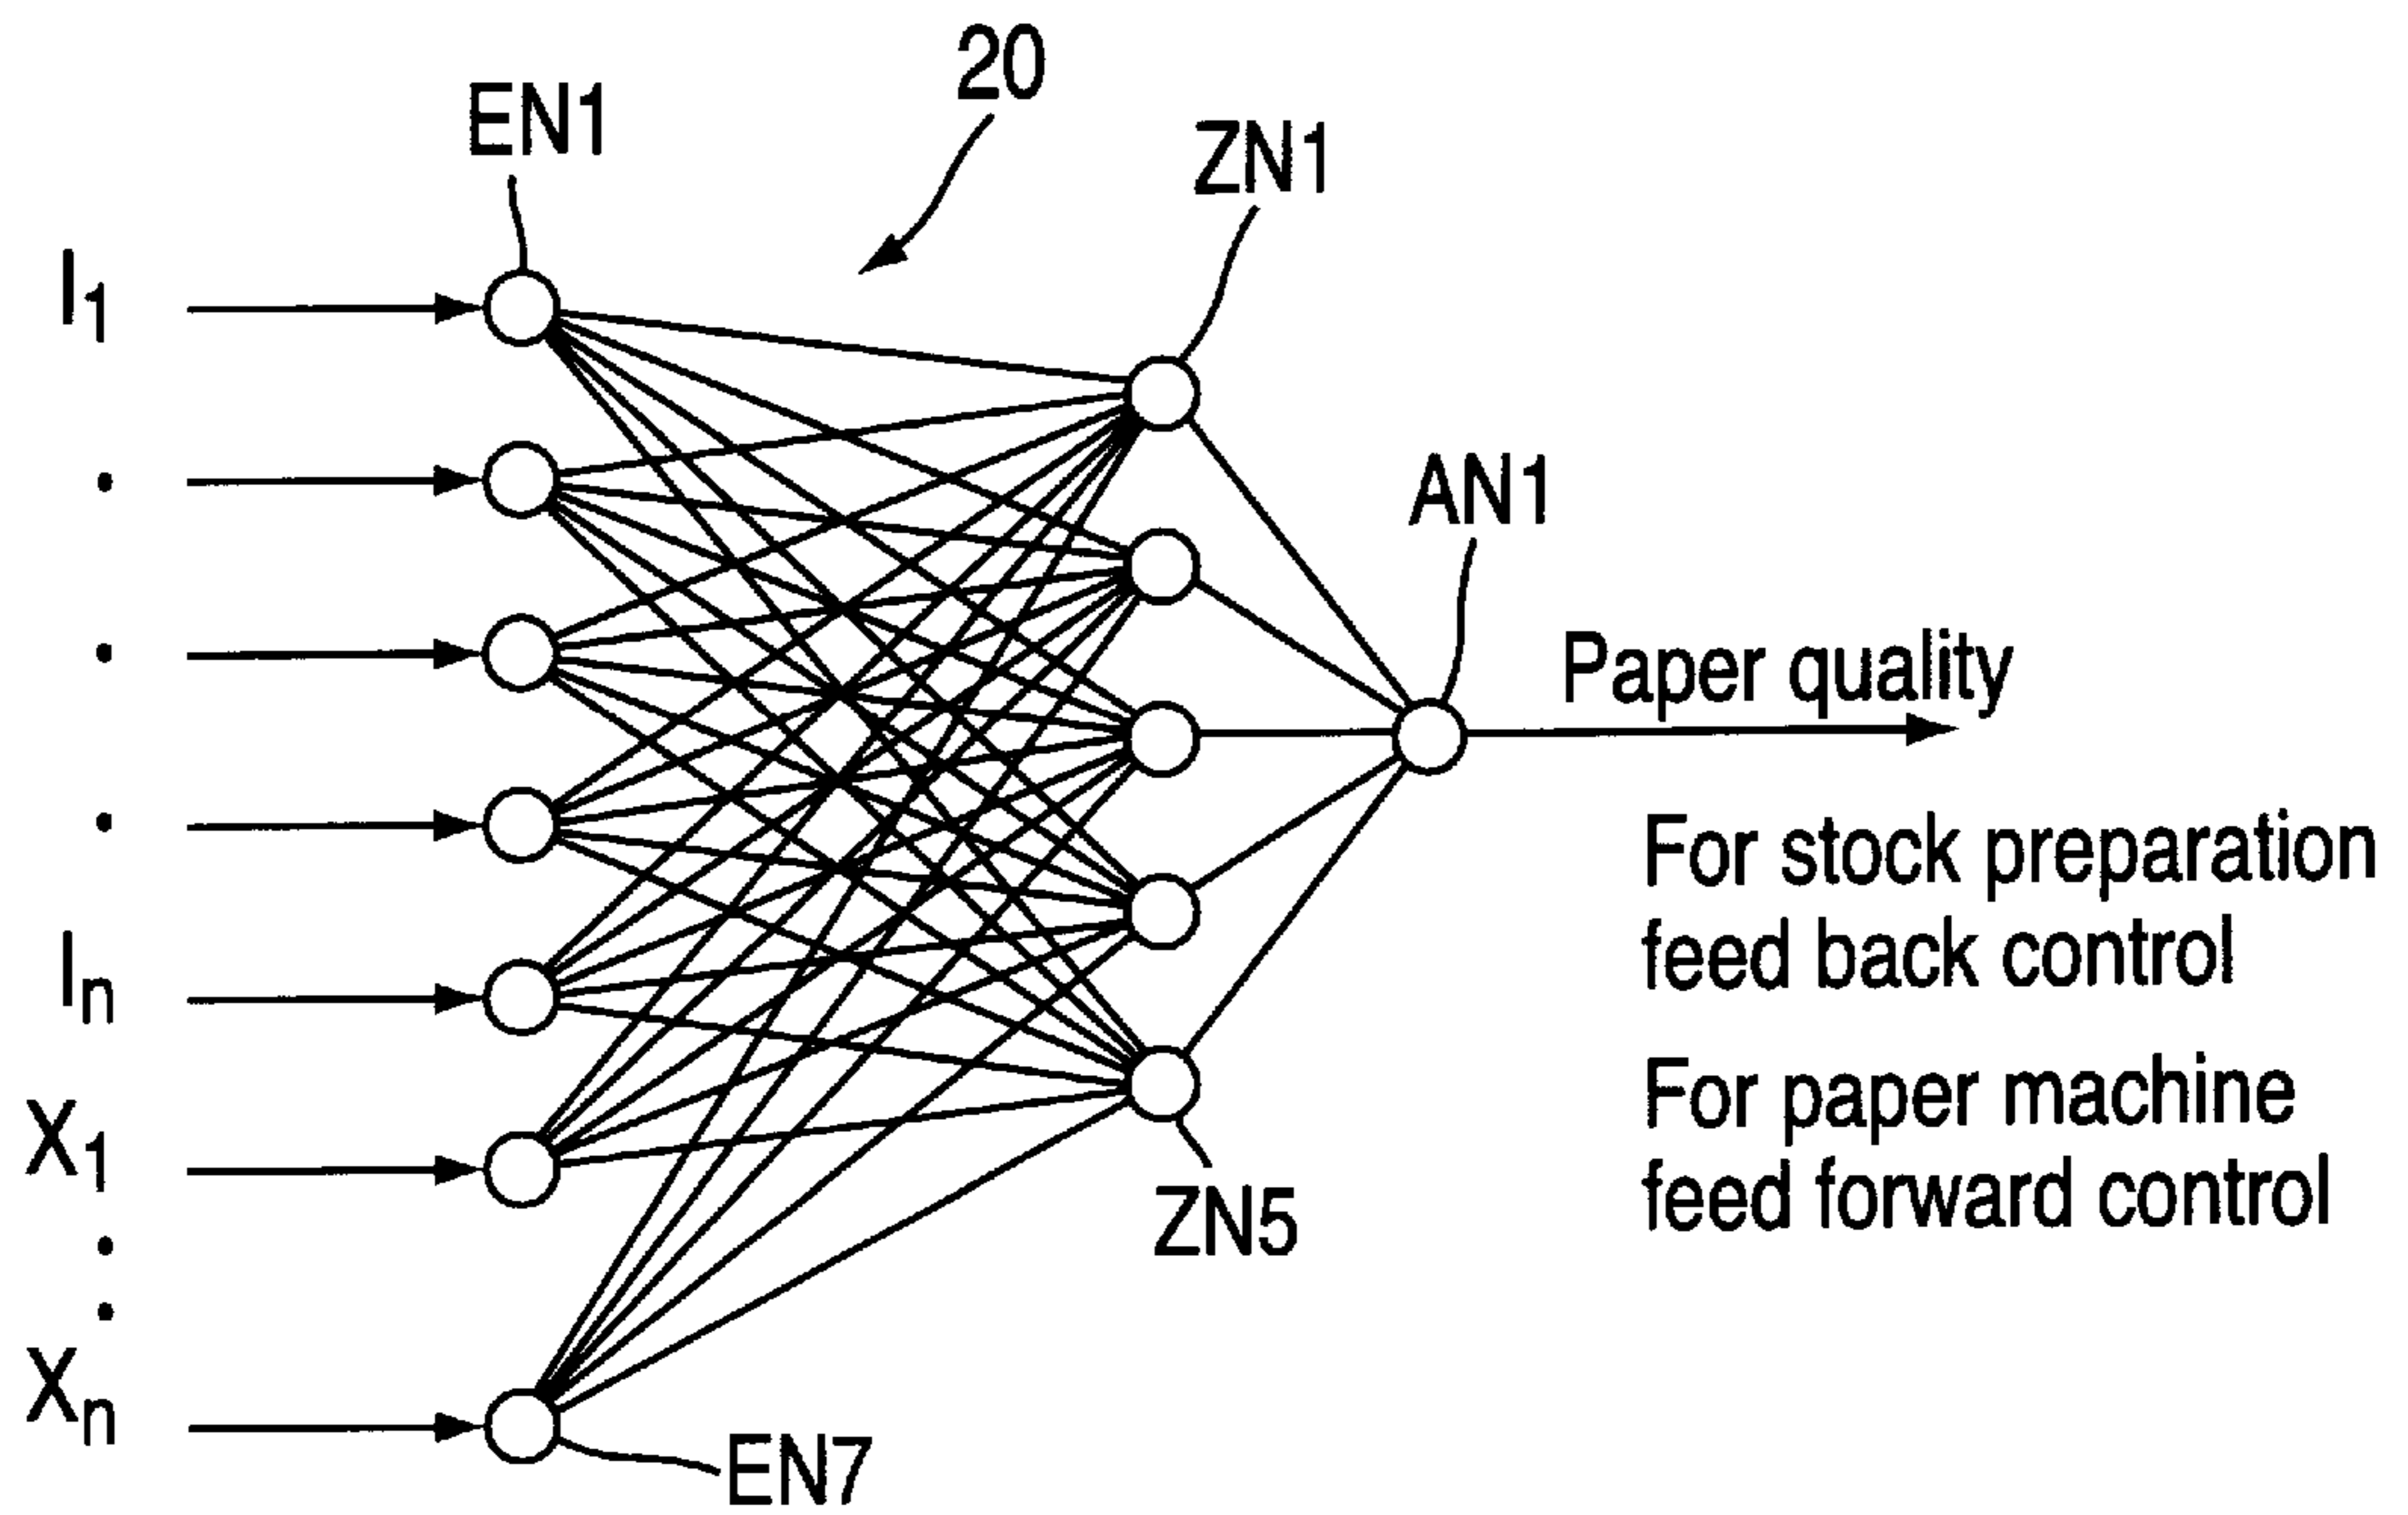 20
EN1
ZN1
I1
AN1
Paper quality
For stock preparation
feed back control
In
For paper machine
feed forward control
X1
ZN5
Xn
EN7